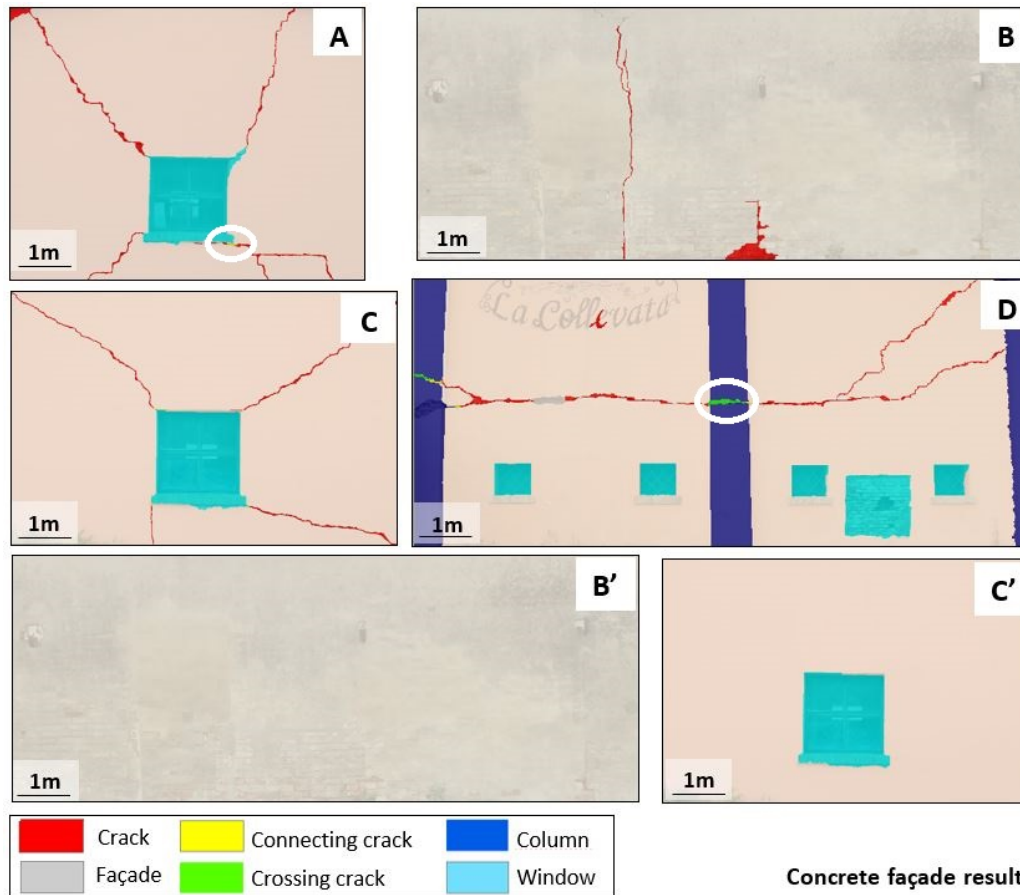 A
1m
B
1m
C
1m
La Collevata
D
1m
B’
1m
C’
1m
Crack
Connecting crack
Column
Façade
Crossing crack
Window
Concrete façade result